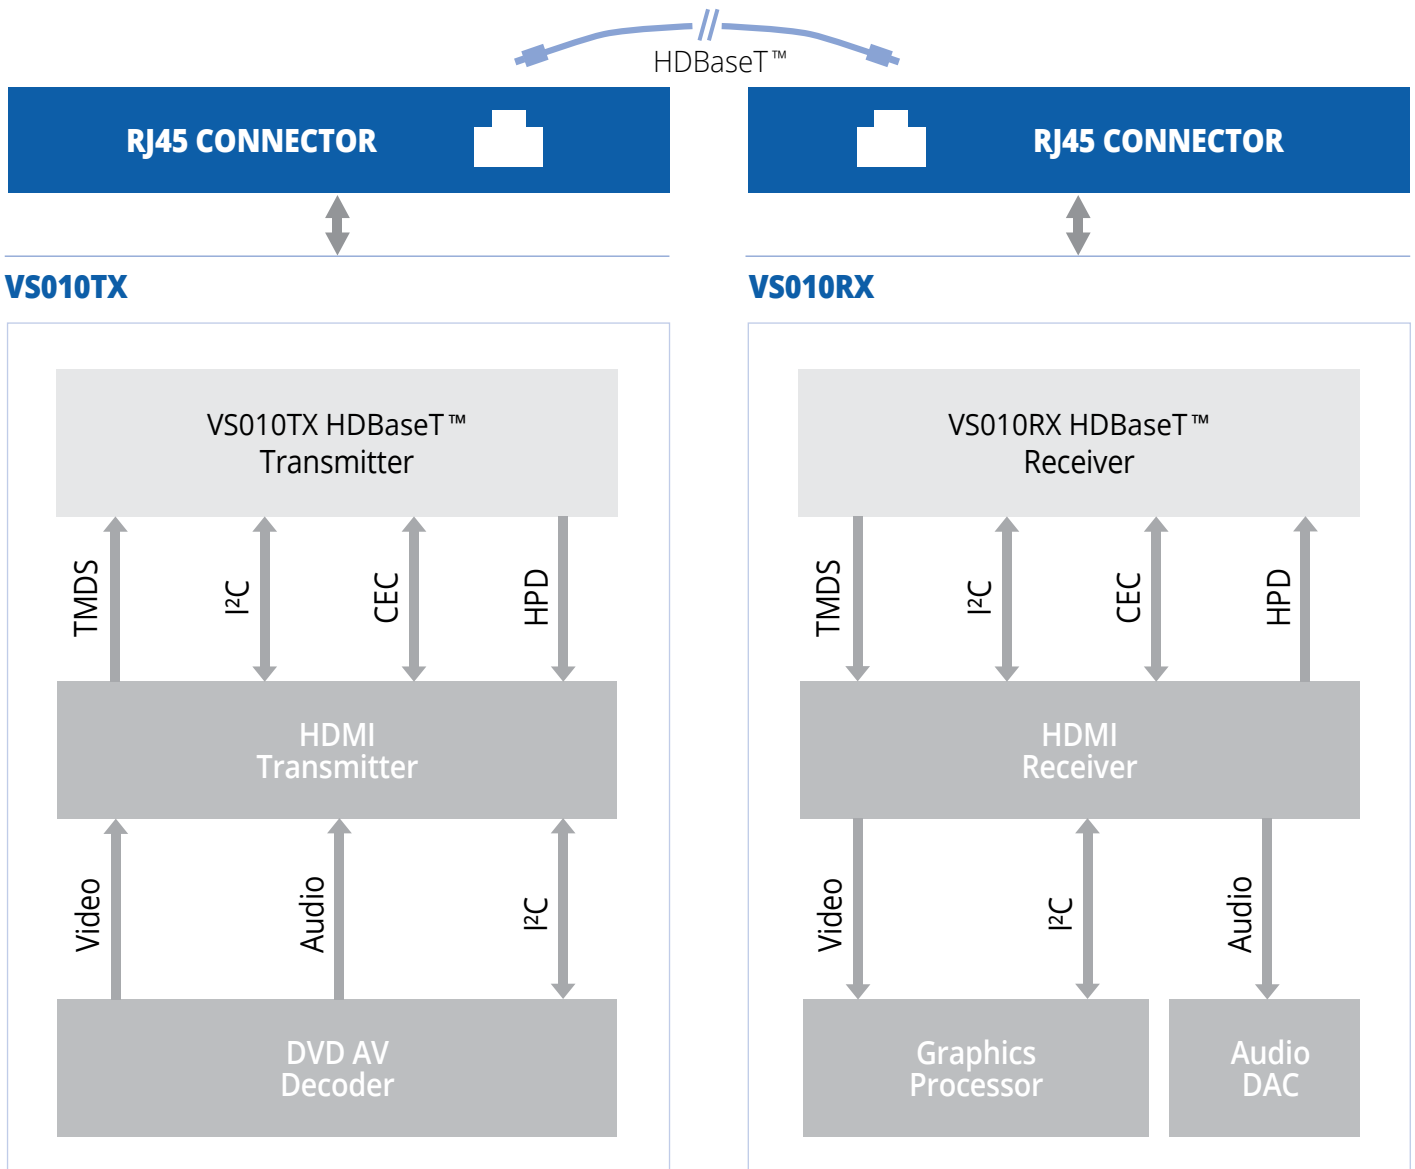 HDBaseT™
RJ45 CONNECTOR
RJ45 CONNECTOR
VS010TX
VS010TX HDBaseT™
Transmitter
TMDS
I²C
CEC
HPD
HDMI
Transmitter
Video
Audio
I²C
DVD AV
Decoder
VS010RX
VS010RX HDBaseT™
Receiver
TMDS
I²C
CEC
HPD
HDMI
Receiver
Video
I²C
Audio
Graphics
Processor
Audio
DAC